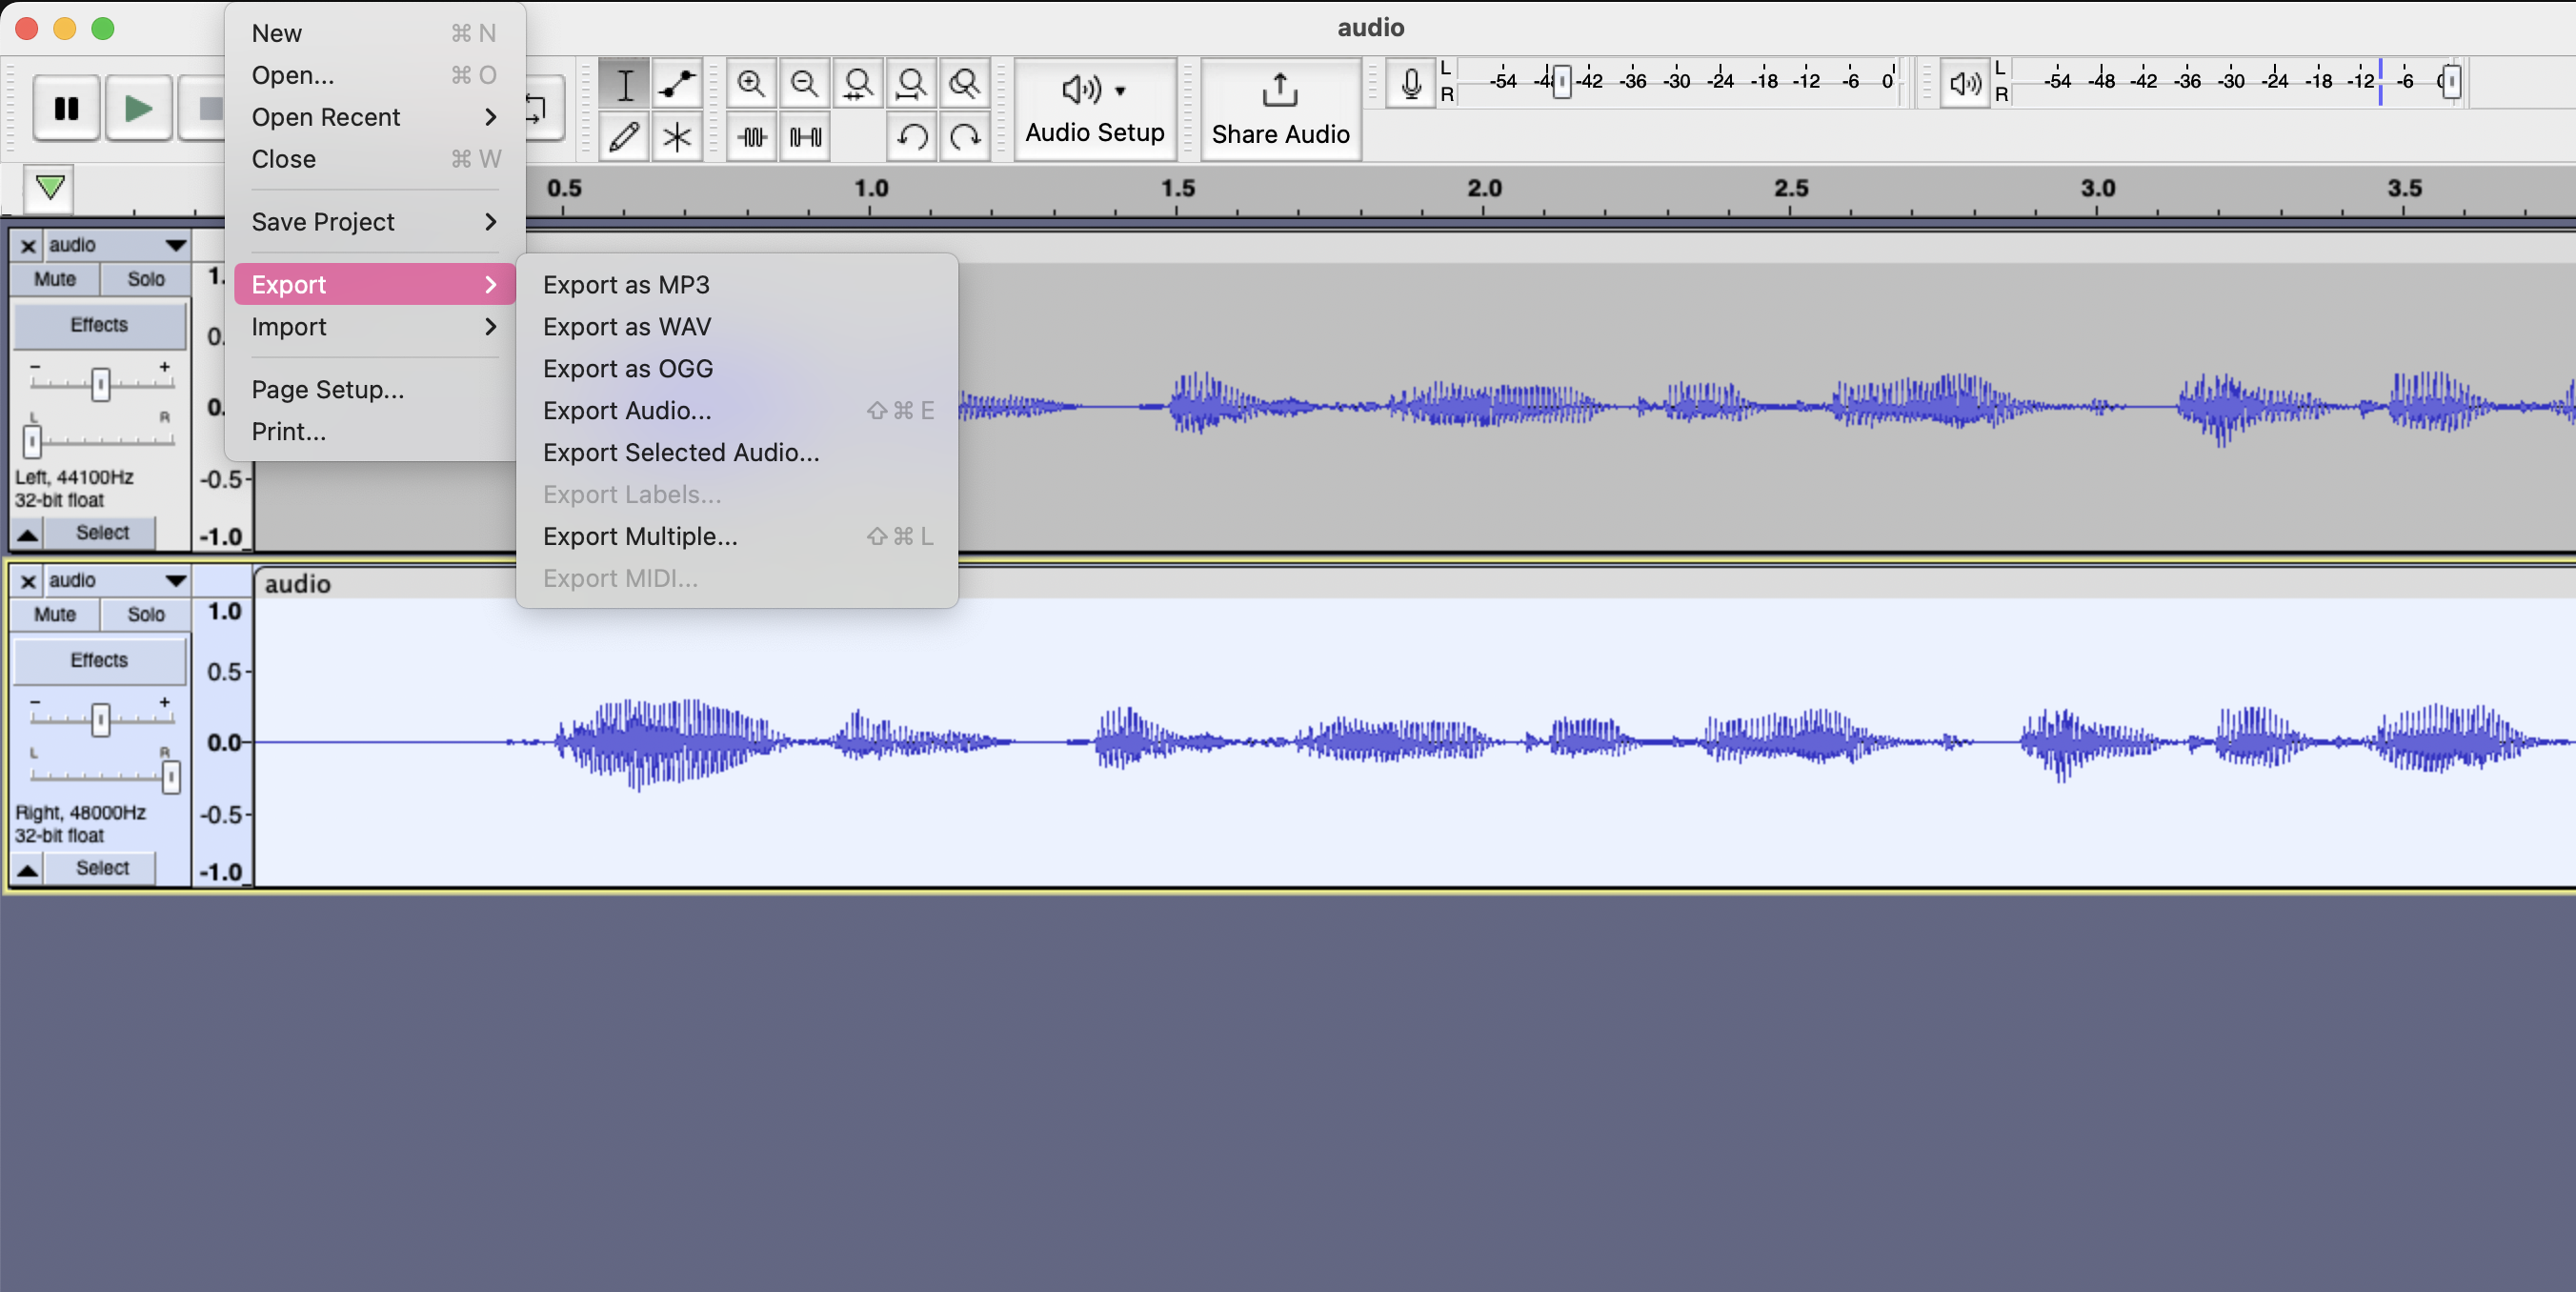 audio
New ⌘ N
Open... ⌘ O
Open Recent
Close ⌘ W
Save Project
Export
Import
Page Setup...
Print...
Export as MP3
Export as WAV
Export as OGG
Export Audio... ⇧ ⌘ E
Export Selected Audio...
Export Labels...
Export Multiple... ⇧ ⌘ L
Export MIDI...
Audio Setup
Share Audio
L
R
-54 -48 -42 -36 -30 -24 -18 -12 -6 0
L
R
-54 -48 -42 -36 -30 -24 -18 -12 -6
0.5 1.0 1.5 2.0 2.5 3.0 3.5
audio
Mute Solo
Effects
- +
L R
Left, 44100Hz
32-bit float
Select
-0.5
-1.0
audio
Mute Solo
Effects
- +
L R
Right, 48000Hz
32-bit float
Select
1.0
0.5
0.0
-0.5
-1.0
audio